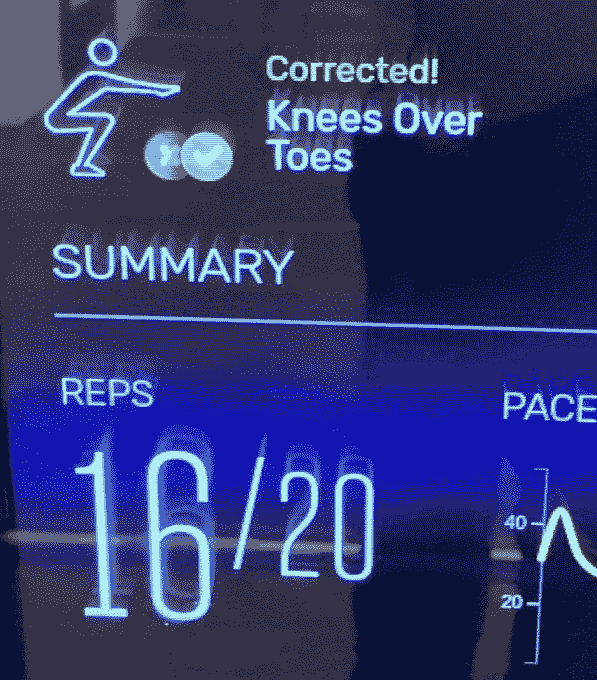 Corrected!
Knees Over
Toes
SUMMARY
REPS
PACE
16/20
40
20